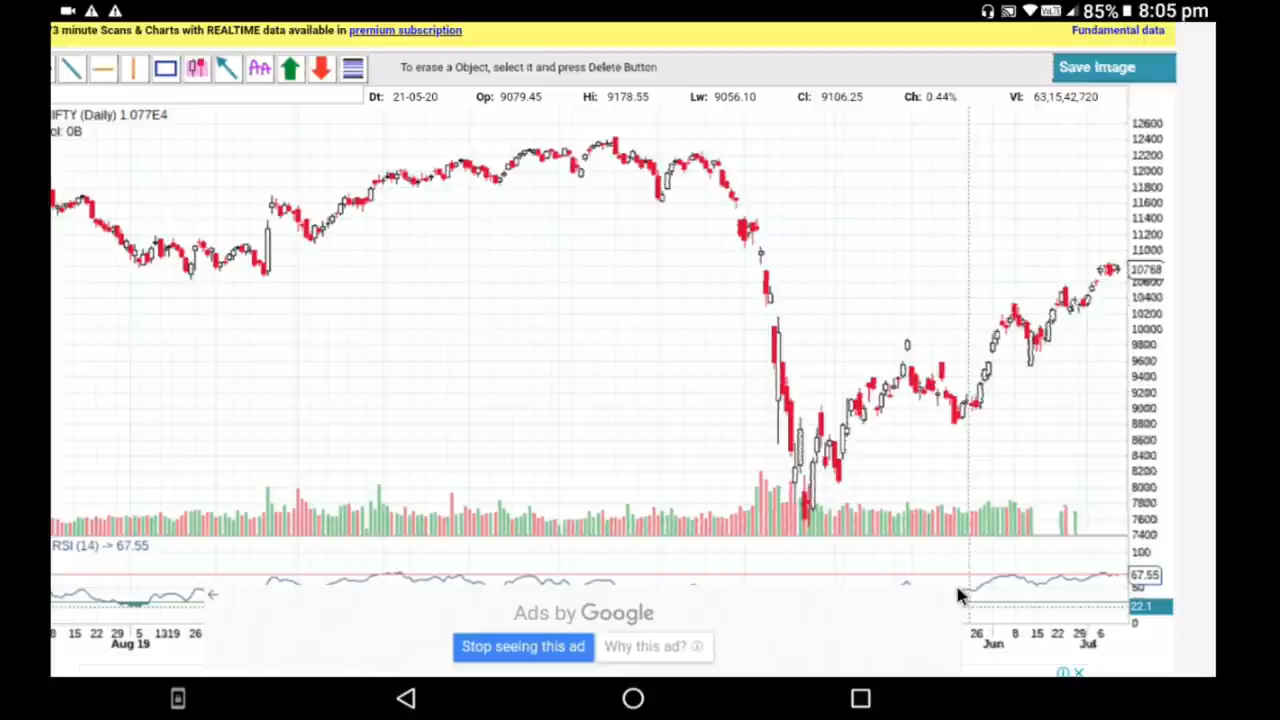 85% 8:05 pm
3 minute Scans & Charts with REALTIME data available in premium subscription
Fundamental data
To erase a Object, select it and press Delete Button
Save Image
Dt: 21-05-20 Op: 9079.45 Hi: 9178.55 Lw: 9056.10 Cl: 9106.25 Ch: 0.44% Vl: 63,15,42,720
IFTY (Daily) 1.077E4
ol: 0B
12600
12400
12200
12000
11800
11600
11400
11200
11000
10768
10600
10400
10200
10000
9800
9600
9400
9200
9000
8800
8600
8400
8200
8000
7800
7600
7400
RSI (14) -> 67.55
100
67.55
50
22.1
0
Ads by Google
Stop seeing this ad
Why this ad?
15 22 29 5 1319 26
26 8 15 22 29 6
Aug 19
Jun
Jul